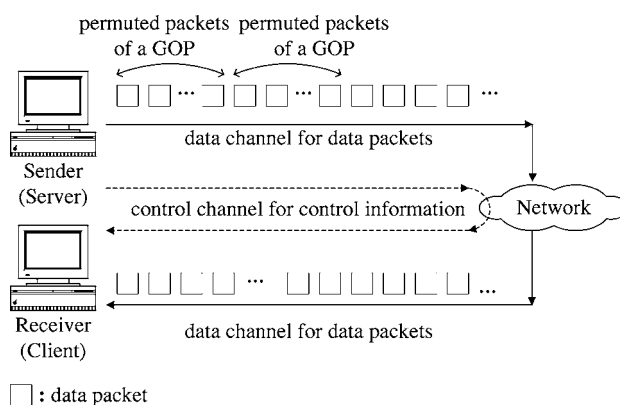 permuted packets permuted packets
of a GOP of a GOP
... ... ...
data channel for data packets
Sender
(Server)
control channel for control information
Network
... ...
data channel for data packets
Receiver
(Client)
: data packet